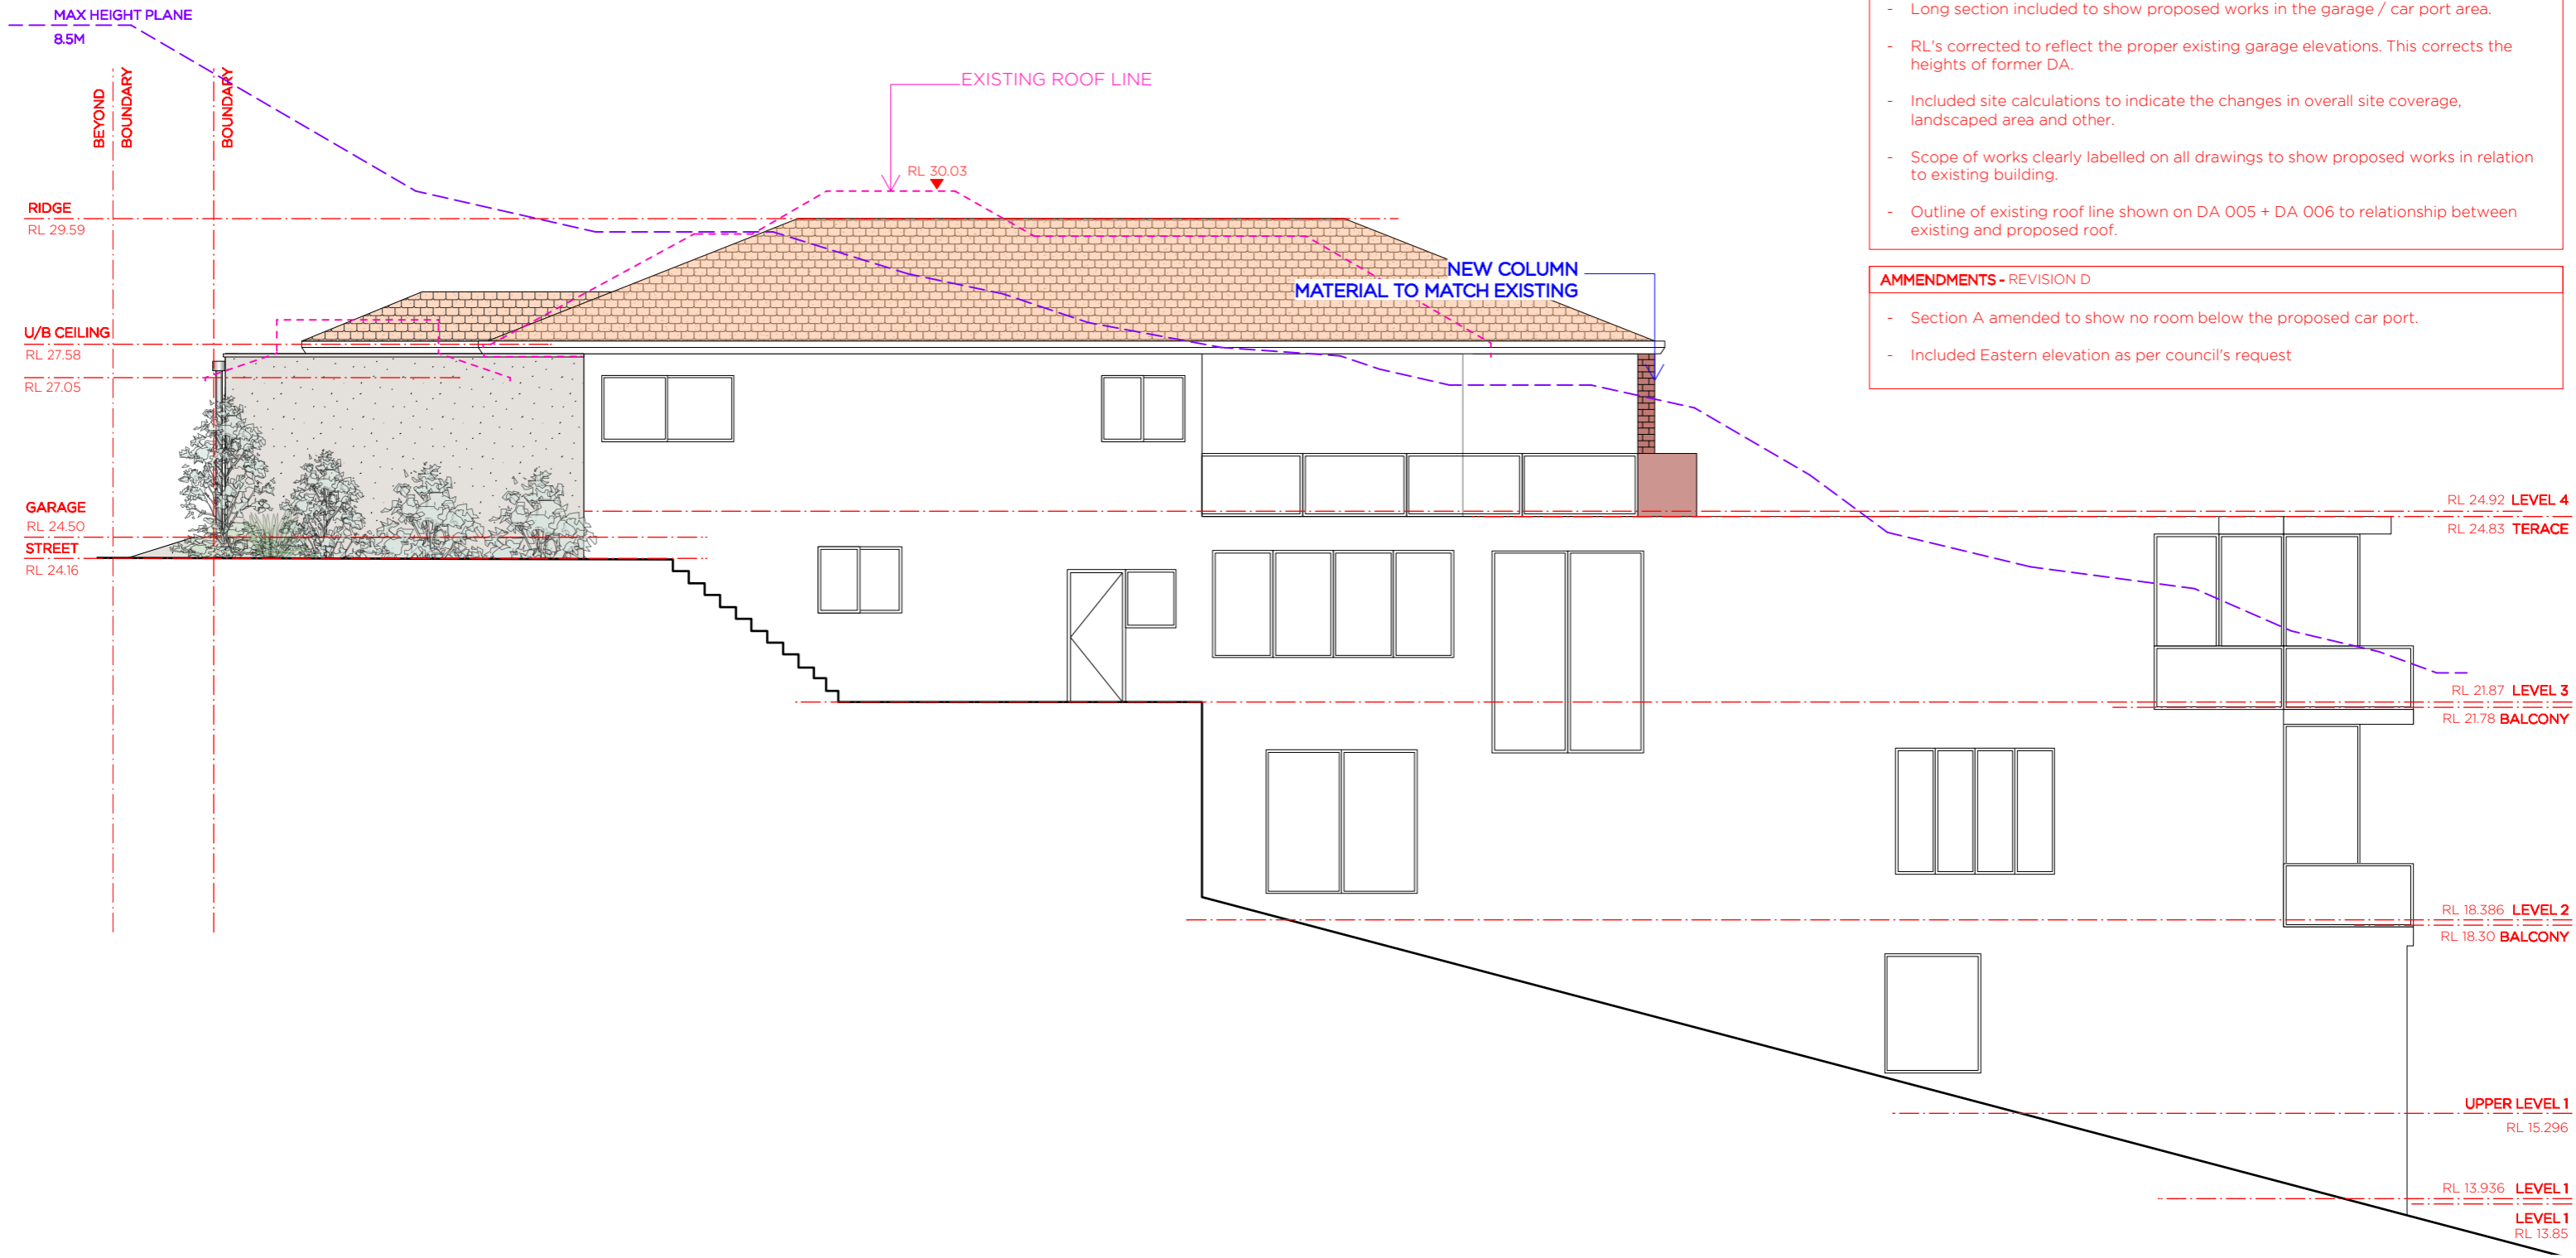 MAX HEIGHT PLANE
8.5M
BEYOND
BOUNDARY
BOUNDARY
EXISTING ROOF LINE
RL 30.03
RIDGE
RL 29.59
NEW COLUMN
MATERIAL TO MATCH EXISTING
U/B CEILING
RL 27.58
RL 27.05
GARAGE
RL 24.50
STREET
RL 24.16
- Long section included to show proposed works in the garage / car port area.
- RL's corrected to reflect the proper existing garage elevations. This corrects the
heights of former DA.
- Included site calculations to indicate the changes in overall site coverage,
landscaped area and other.
- Scope of works clearly labelled on all drawings to show proposed works in relation
to existing building.
- Outline of existing roof line shown on DA 005 + DA 006 to relationship between
existing and proposed roof.
AMMENDMENTS - REVISION D
- Section A amended to show no room below the proposed car port.
- Included Eastern elevation as per council's request
RL 24.92 LEVEL 4
RL 24.83 TERACE
RL 21.87 LEVEL 3
RL 21.78 BALCONY
RL 18.386 LEVEL 2
RL 18.30 BALCONY
UPPER LEVEL 1
RL 15.296
RL 13.936 LEVEL 1
LEVEL 1
RL 13.85